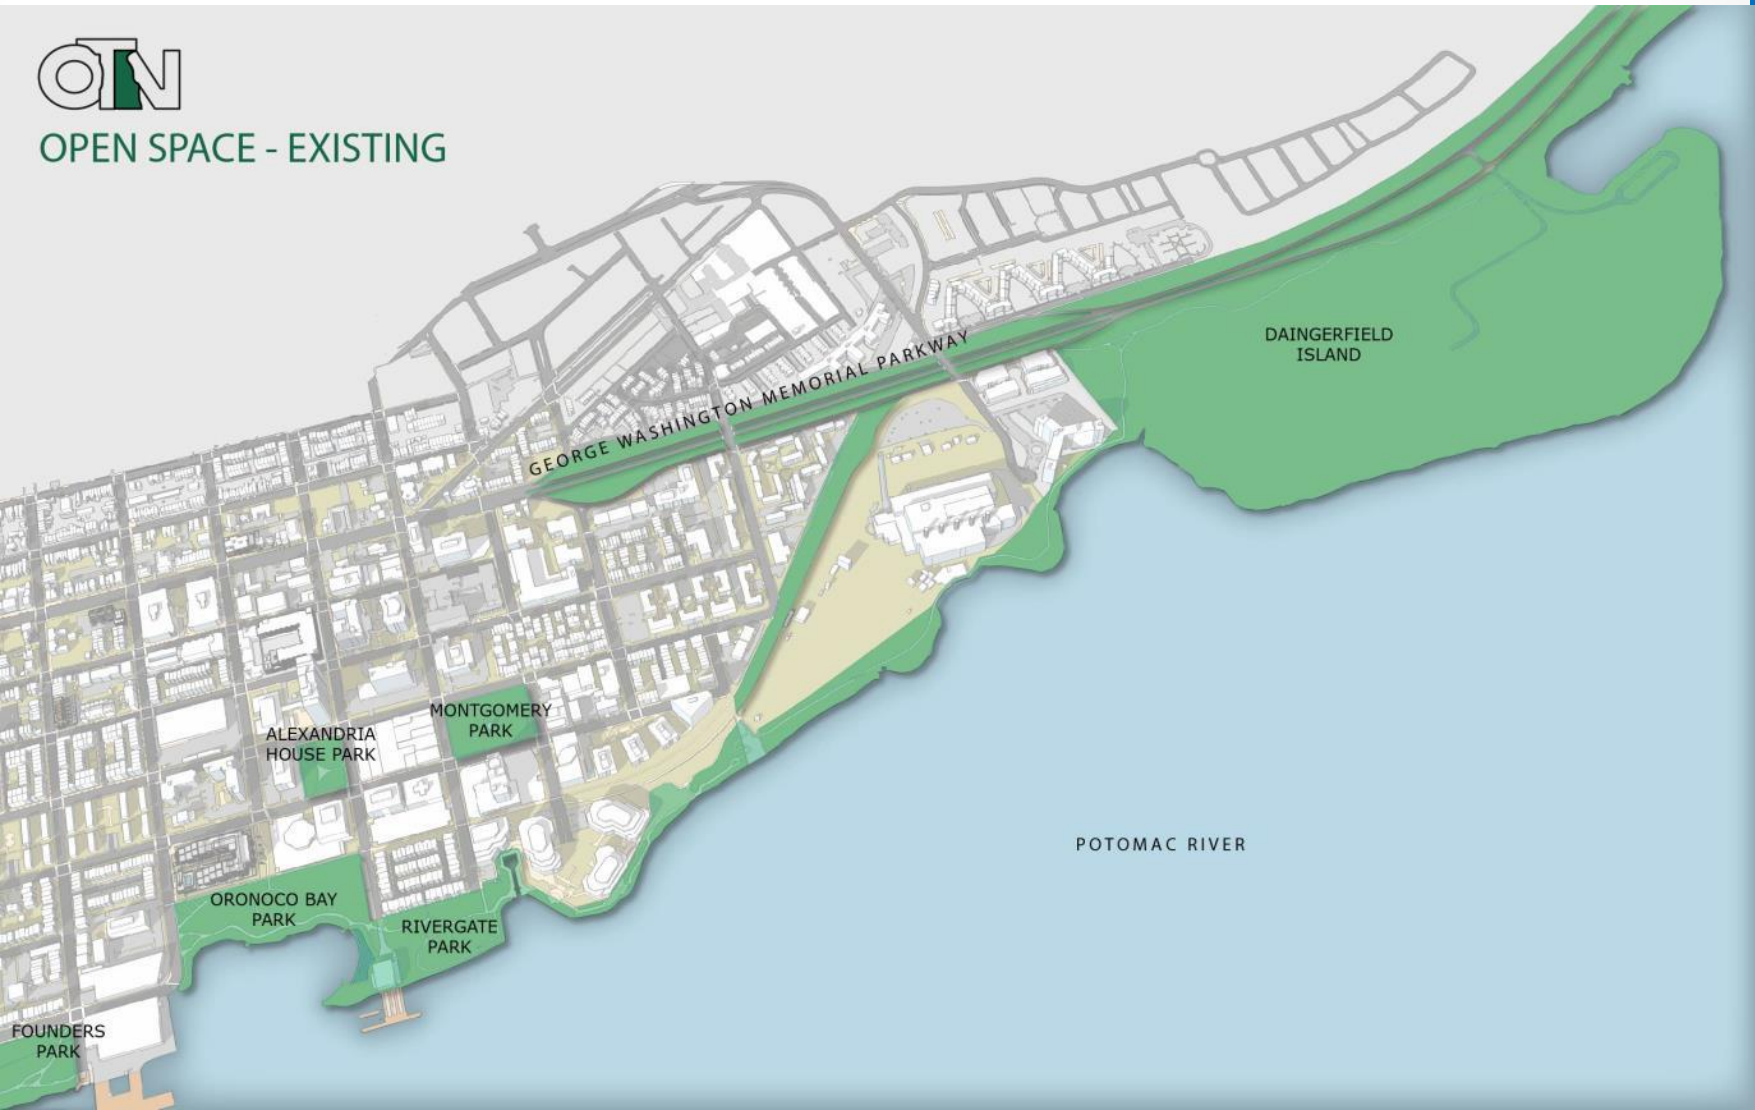 OTN
OPEN SPACE - EXISTING
GEORGE WASHINGTON MEMORIAL PARKWAY
DAINGERFIELD
ISLAND
MONTGOMERY
PARK
ALEXANDRIA
HOUSE PARK
POTOMAC RIVER
ORONOCO BAY
PARK
RIVERGATE
PARK
FOUNDERS
PARK